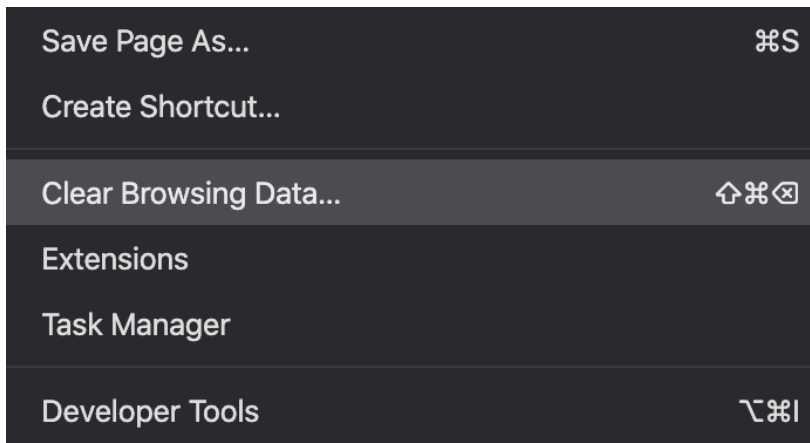 Save Page As... ⌘S
Create Shortcut...
Clear Browsing Data... ⇧⌘⌫
Extensions
Task Manager
Developer Tools ⌥⌘I